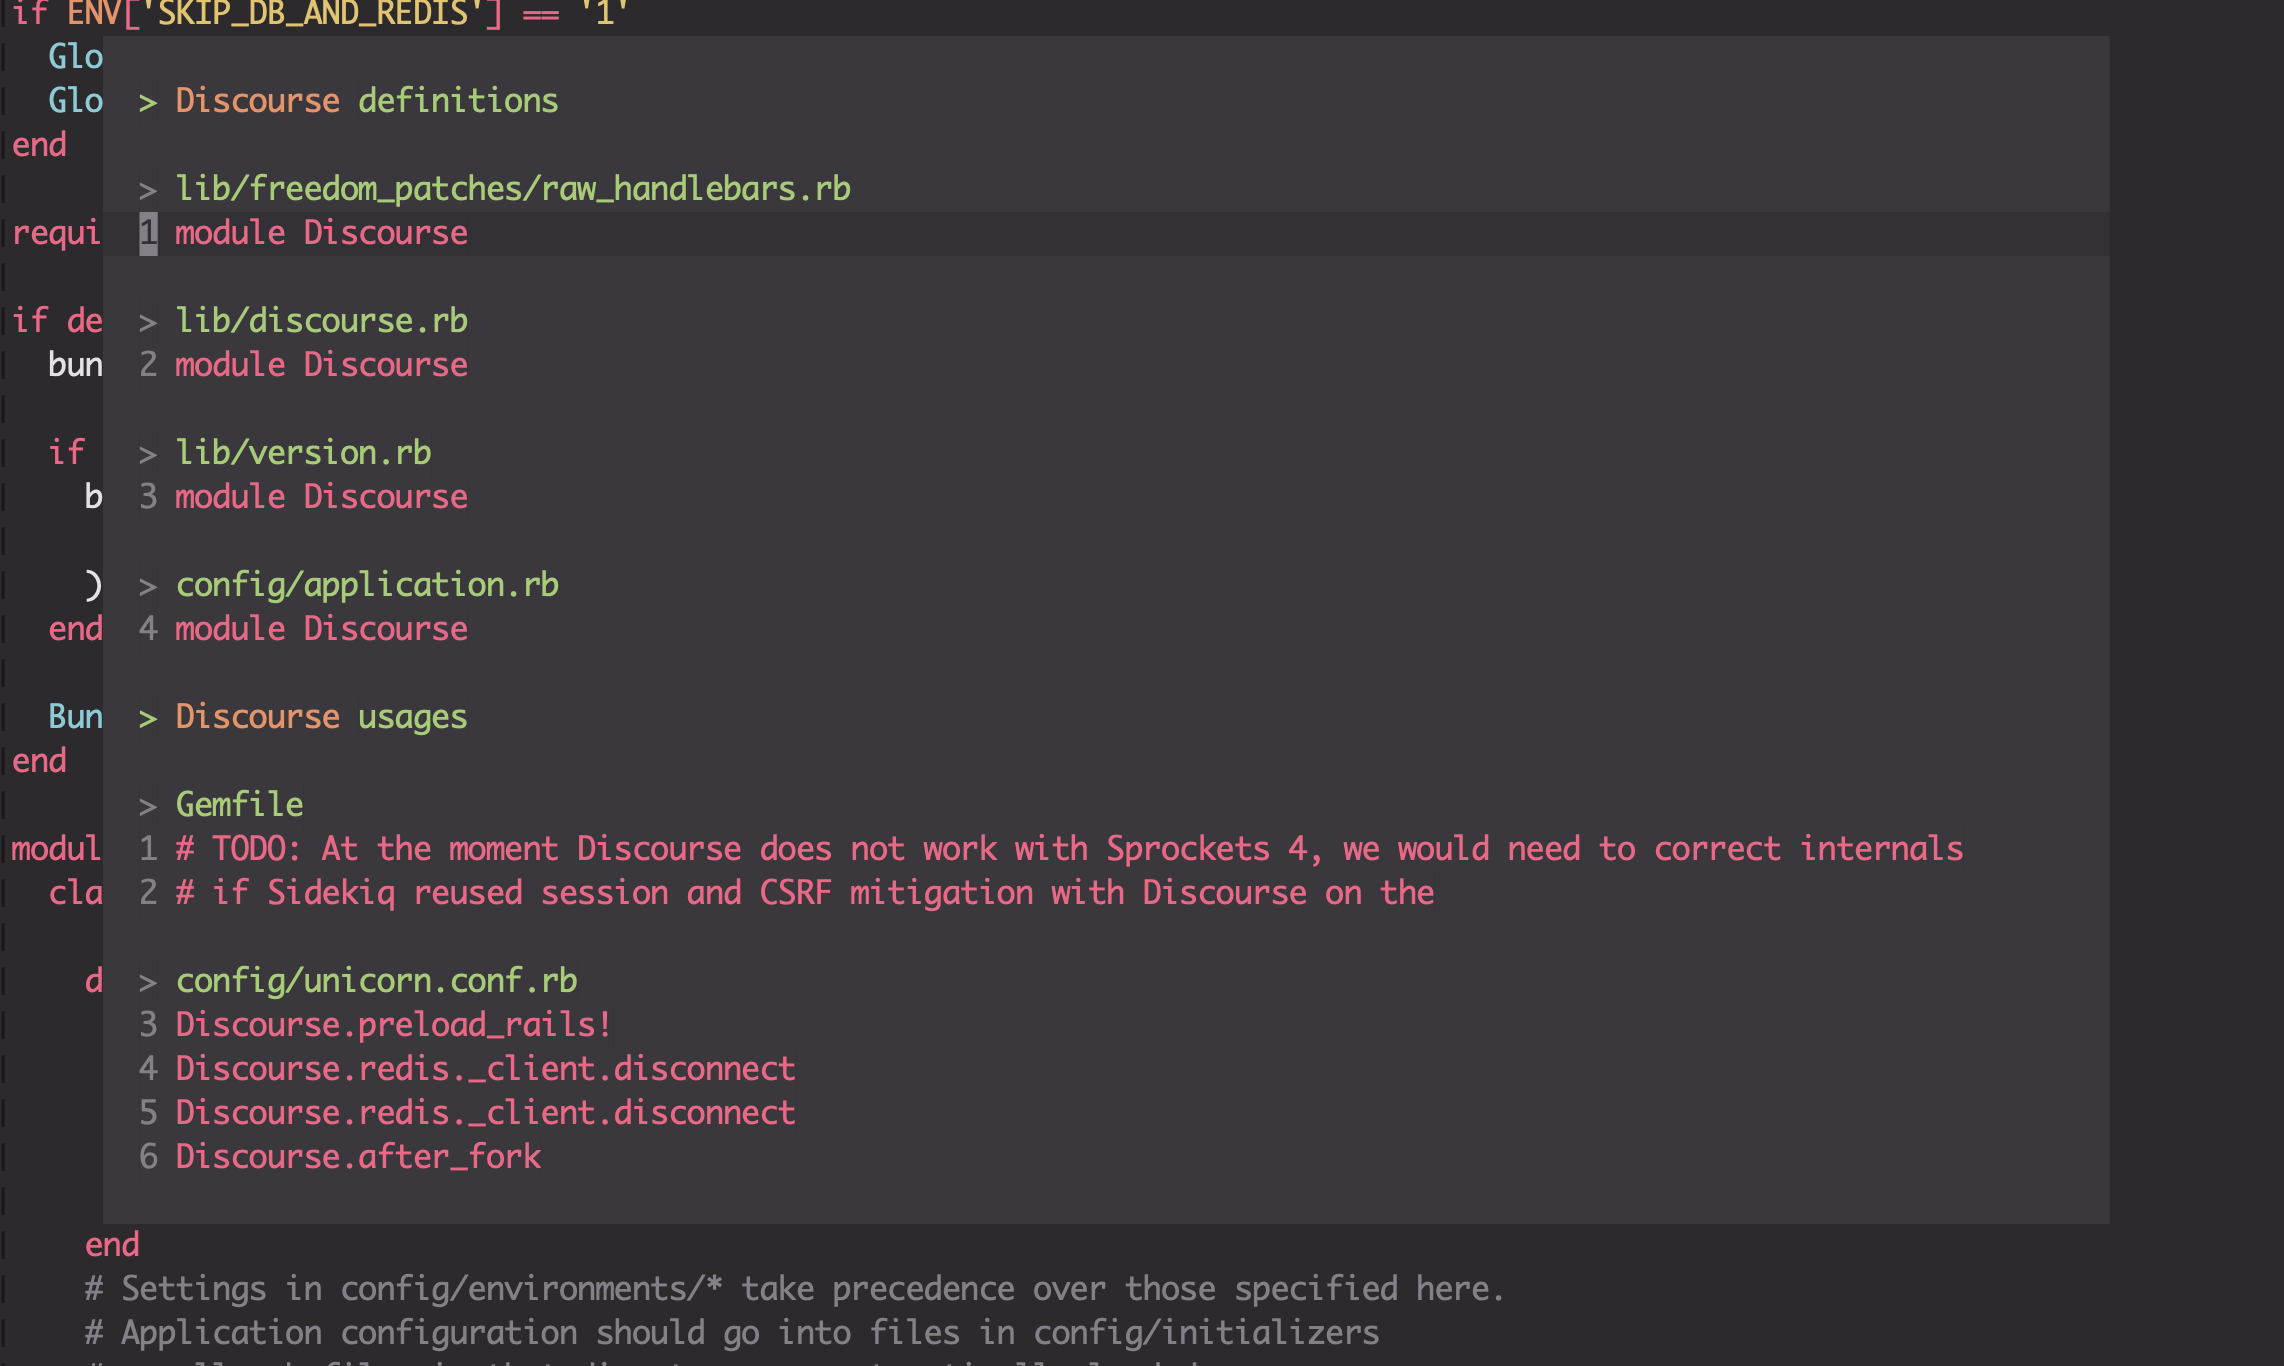 if ENV['SKIP_DB_AND_REDIS'] == '1'
Glo
Glo > Discourse definitions
end
> lib/freedom_patches/raw_handlebars.rb
requi 1 module Discourse
if de > lib/discourse.rb
bun 2 module Discourse
if > lib/version.rb
b 3 module Discourse
) > config/application.rb
end 4 module Discourse
Bun > Discourse usages
end
> Gemfile
modul 1 # TODO: At the moment Discourse does not work with Sprockets 4, we would need to correct internals
cla 2 # if Sidekiq reused session and CSRF mitigation with Discourse on the
d > config/unicorn.conf.rb
3 Discourse.preload_rails!
4 Discourse.redis._client.disconnect
5 Discourse.redis._client.disconnect
6 Discourse.after_fork
end
# Settings in config/environments/* take precedence over those specified here.
# Application configuration should go into files in config/initializers